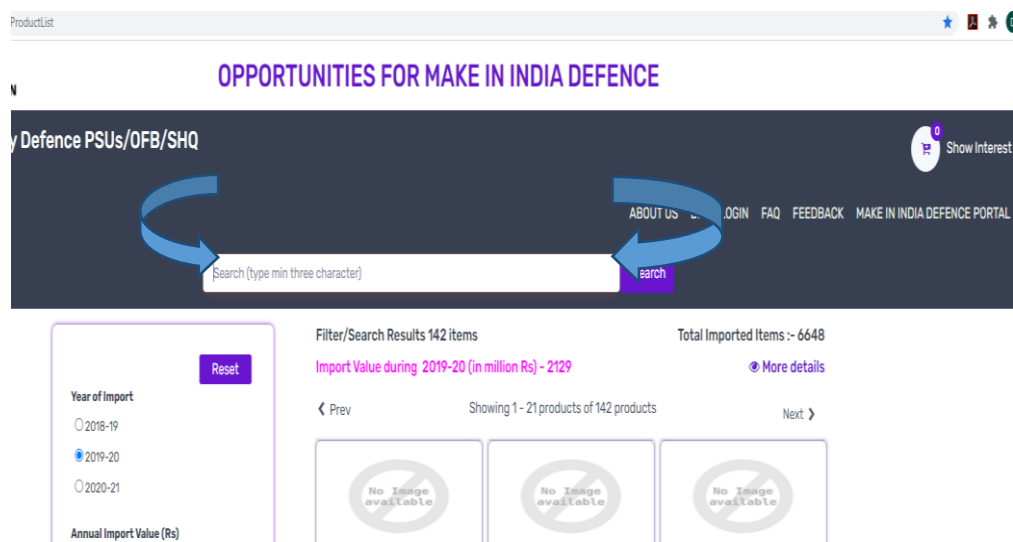 ProductList
OPPORTUNITIES FOR MAKE IN INDIA DEFENCE
N
y Defence PSUs/OFB/SHQ
0
Show Interest
ABOUT US LOGIN FAQ FEEDBACK MAKE IN INDIA DEFENCE PORTAL
Search (type min three character)
earch
Filter/Search Results 142 items
Total Imported Items :- 6648
Reset
Import Value during 2019-20 (in million Rs) - 2129
More details
Year of Import
❮ Prev
Showing 1 - 21 products of 142 products
Next ❯
2018-19
2019-20
2020-21
No Image
available
No Image
available
No Image
available
Annual Import Value (Rs)